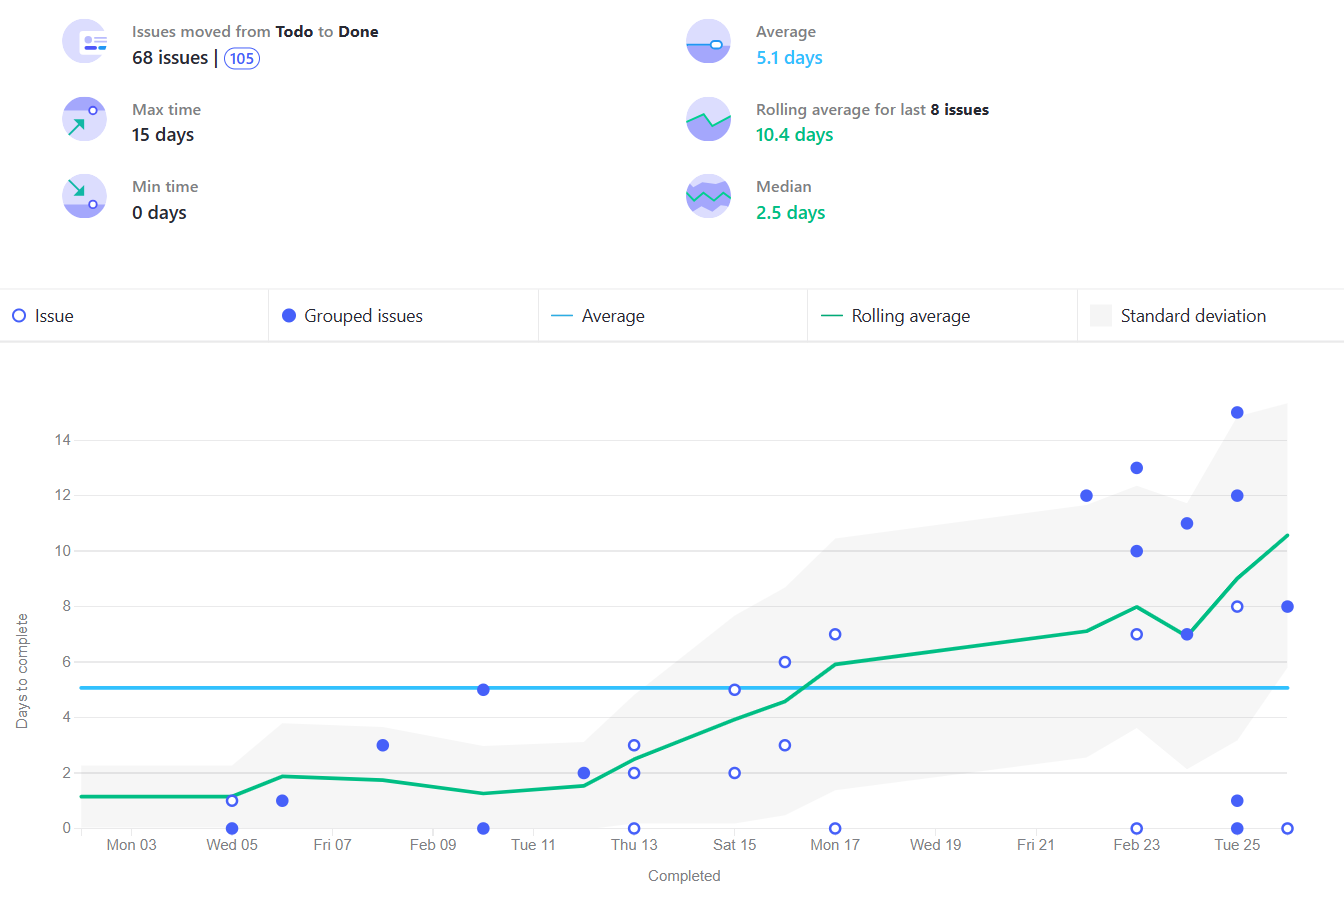 Issues moved from Todo to Done
68 issues | 105
Average
5.1 days
Max time
15 days
Rolling average for last 8 issues
10.4 days
Min time
0 days
Median
2.5 days
Issue
Grouped issues
Average
Rolling average
Standard deviation
14
12
10
8
6
4
2
0
Days to complete
Mon 03
Wed 05
Fri 07
Feb 09
Tue 11
Thu 13
Sat 15
Mon 17
Wed 19
Fri 21
Feb 23
Tue 25
Completed